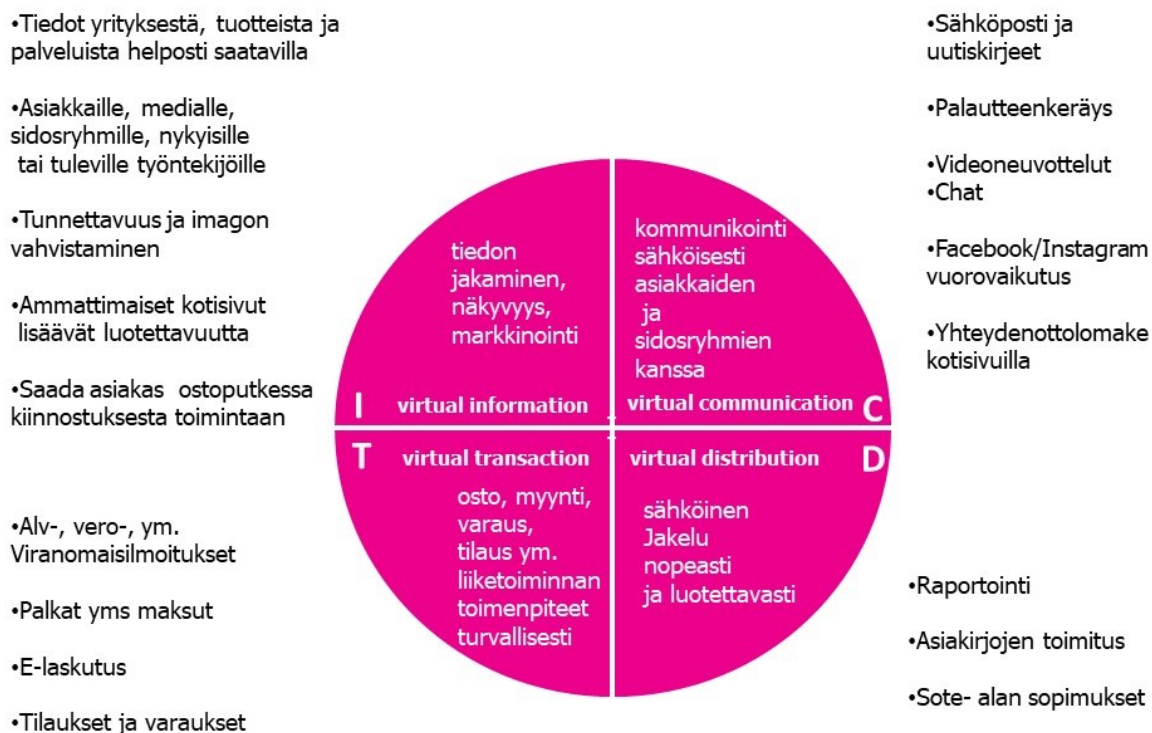 •Tiedot yrityksestä, tuotteista ja
palveluista helposti saatavilla
•Asiakkaille, medialle,
sidosryhmille, nykyisille
tai tuleville työntekijöille
•Tunnettavuus ja imagon
vahvistaminen
•Ammattimaiset kotisivut
lisäävät luotettavuutta
•Saada asiakas ostoputkessa
kiinnostuksesta toimintaan
tiedon
jakaminen,
näkyvyys,
markkinointi
I virtual information
kommunikointi
sähköisesti
asiakkaiden
ja
sidosryhmien
kanssa
virtual communication C
•Sähköposti ja
uutiskirjeet
•Palautteenkeräys
•Videoneuvottelut
•Chat
•Facebook/Instagram
vuorovaikutus
•Yhteydenottolomake
kotisivuilla
•Alv-, vero-, ym.
Viranomaisilmoitukset
•Palkat yms maksut
•E-laskutus
•Tilaukset ja varaukset
T virtual transaction
osto, myynti,
varaus,
tilaus ym.
liiketoiminnan
toimenpiteet
turvallisesti
virtual distribution D
sähköinen
Jakelu
nopeasti
ja luotettavasti
•Raportointi
•Asiakirjojen toimitus
•Sote- alan sopimukset